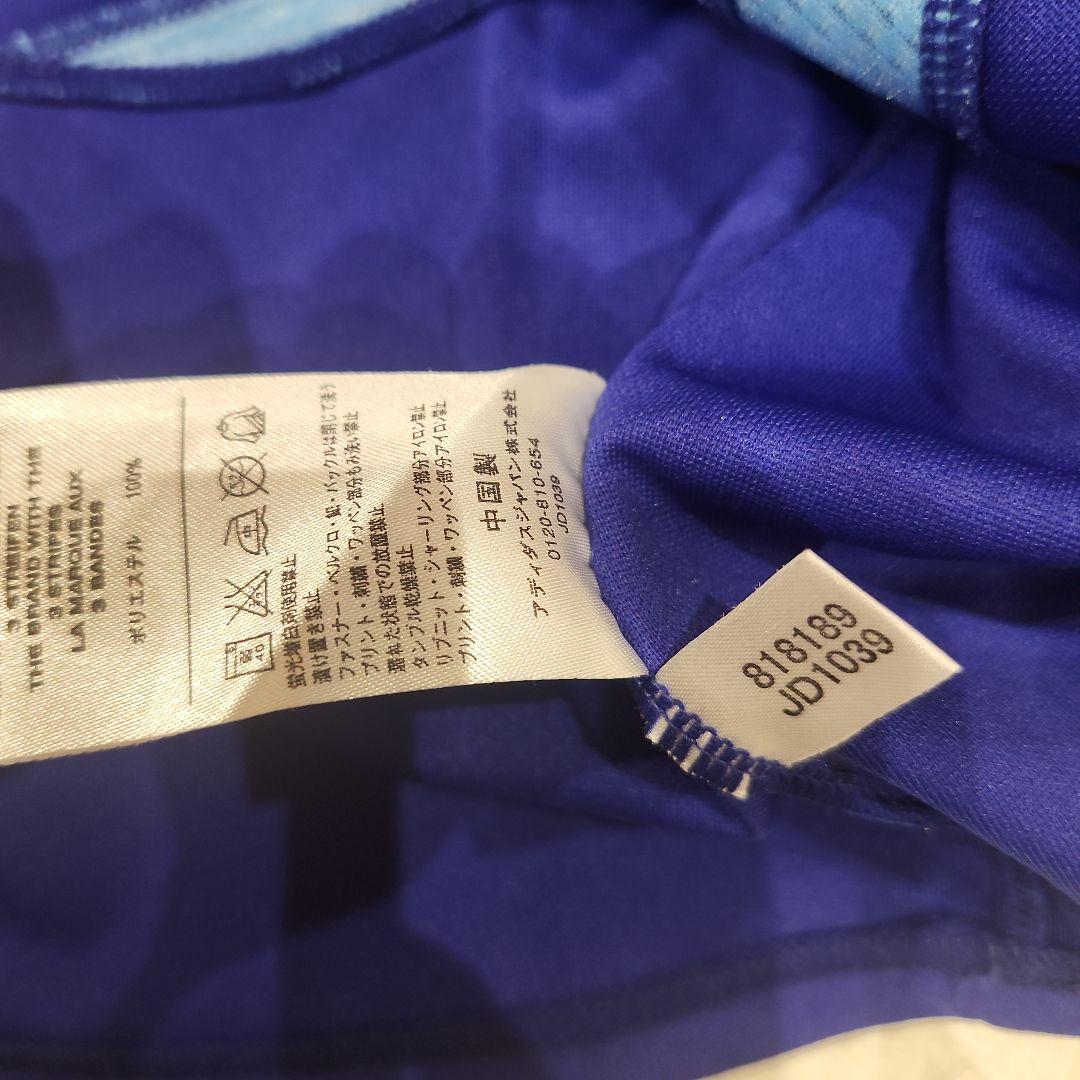 3 STREIFEN
THE BRAND WITH THE
3 STRIPES
LA MARQUE AUX
3 BANDES
ポリエステル 100%
40
蛍光増白剤使用禁止
漬け置き禁止
ファスナー・ベルクロ・紐・バックルは閉じて洗う
プリント・刺繍・ワッペン部分もみ洗い禁止
濡れた状態での放置禁止
タンブル乾燥禁止
リブニット・シャーリング部分アイロン禁止
プリント・刺繍・ワッペン部分アイロン禁止
中国製
アディダスジャパン株式会社
0120-810-654
JD1039
818189
JD1039